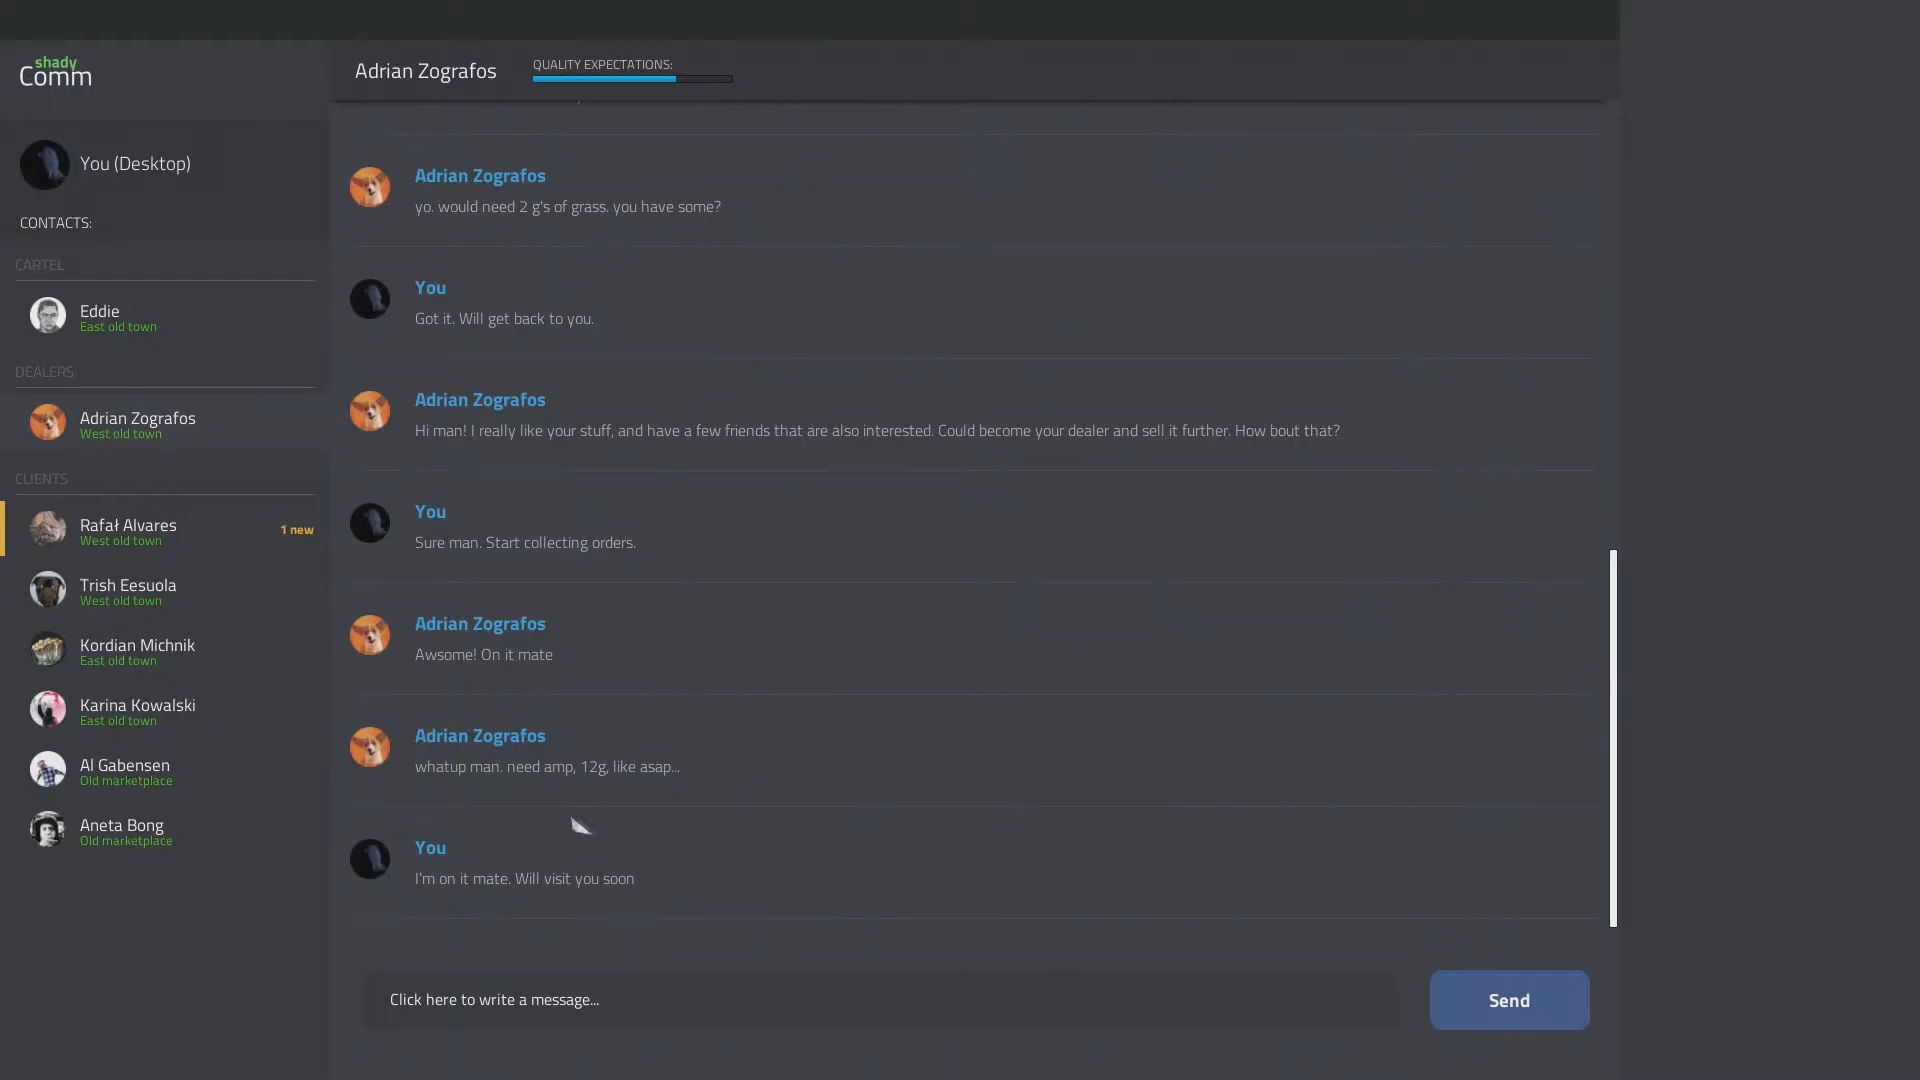 shady
Comm
Adrian Zografos
QUALITY EXPECTATIONS:
You (Desktop)
CONTACTS:
CARTEL
Eddie
East old town
DEALERS
Adrian Zografos
West old town
CLIENTS
Rafał Alvares
West old town
1 new
Trish Eesuola
West old town
Kordian Michnik
East old town
Karina Kowalski
East old town
Al Gabensen
Old marketplace
Aneta Bong
Old marketplace
Adrian Zografos
yo. would need 2 g's of grass. you have some?
You
Got it. Will get back to you.
Adrian Zografos
Hi man! I really like your stuff, and have a few friends that are also interested. Could become your dealer and sell it further. How bout that?
You
Sure man. Start collecting orders.
Adrian Zografos
Awsome! On it mate
Adrian Zografos
whatup man. need amp, 12g, like asap...
You
I'm on it mate. Will visit you soon
Click here to write a message...
Send